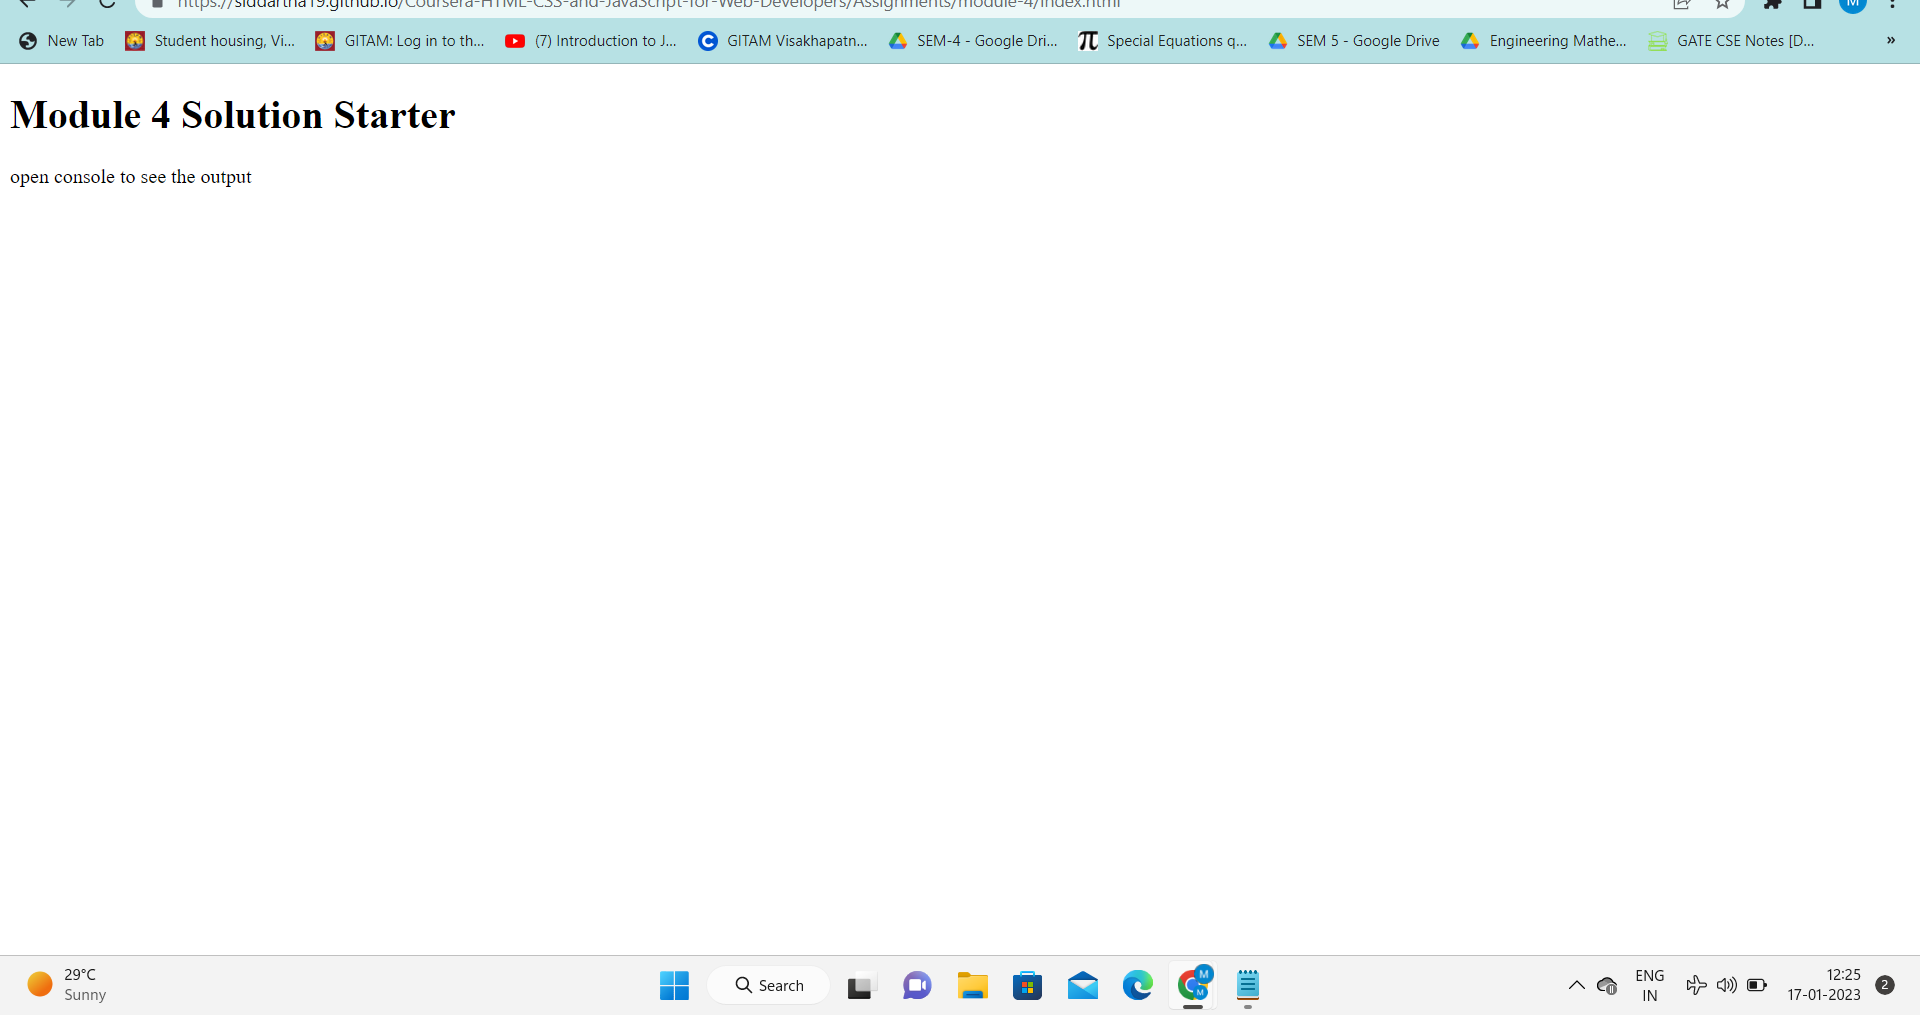 https://siddartha19.github.io/Coursera-HTML-CSS-and-JavaScript-for-Web-Developers/Assignments/module-4/index.html
M
New Tab Student housing, Vi... GITAM: Log in to th... (7) Introduction to J... GITAM Visakhapatn... SEM-4 - Google Dri... Special Equations q... SEM 5 - Google Drive Engineering Mathe... GATE CSE Notes [D... »
Module 4 Solution Starter
open console to see the output
29°C
Sunny
Search
M
M
ENG
IN
12:25
17-01-2023
2